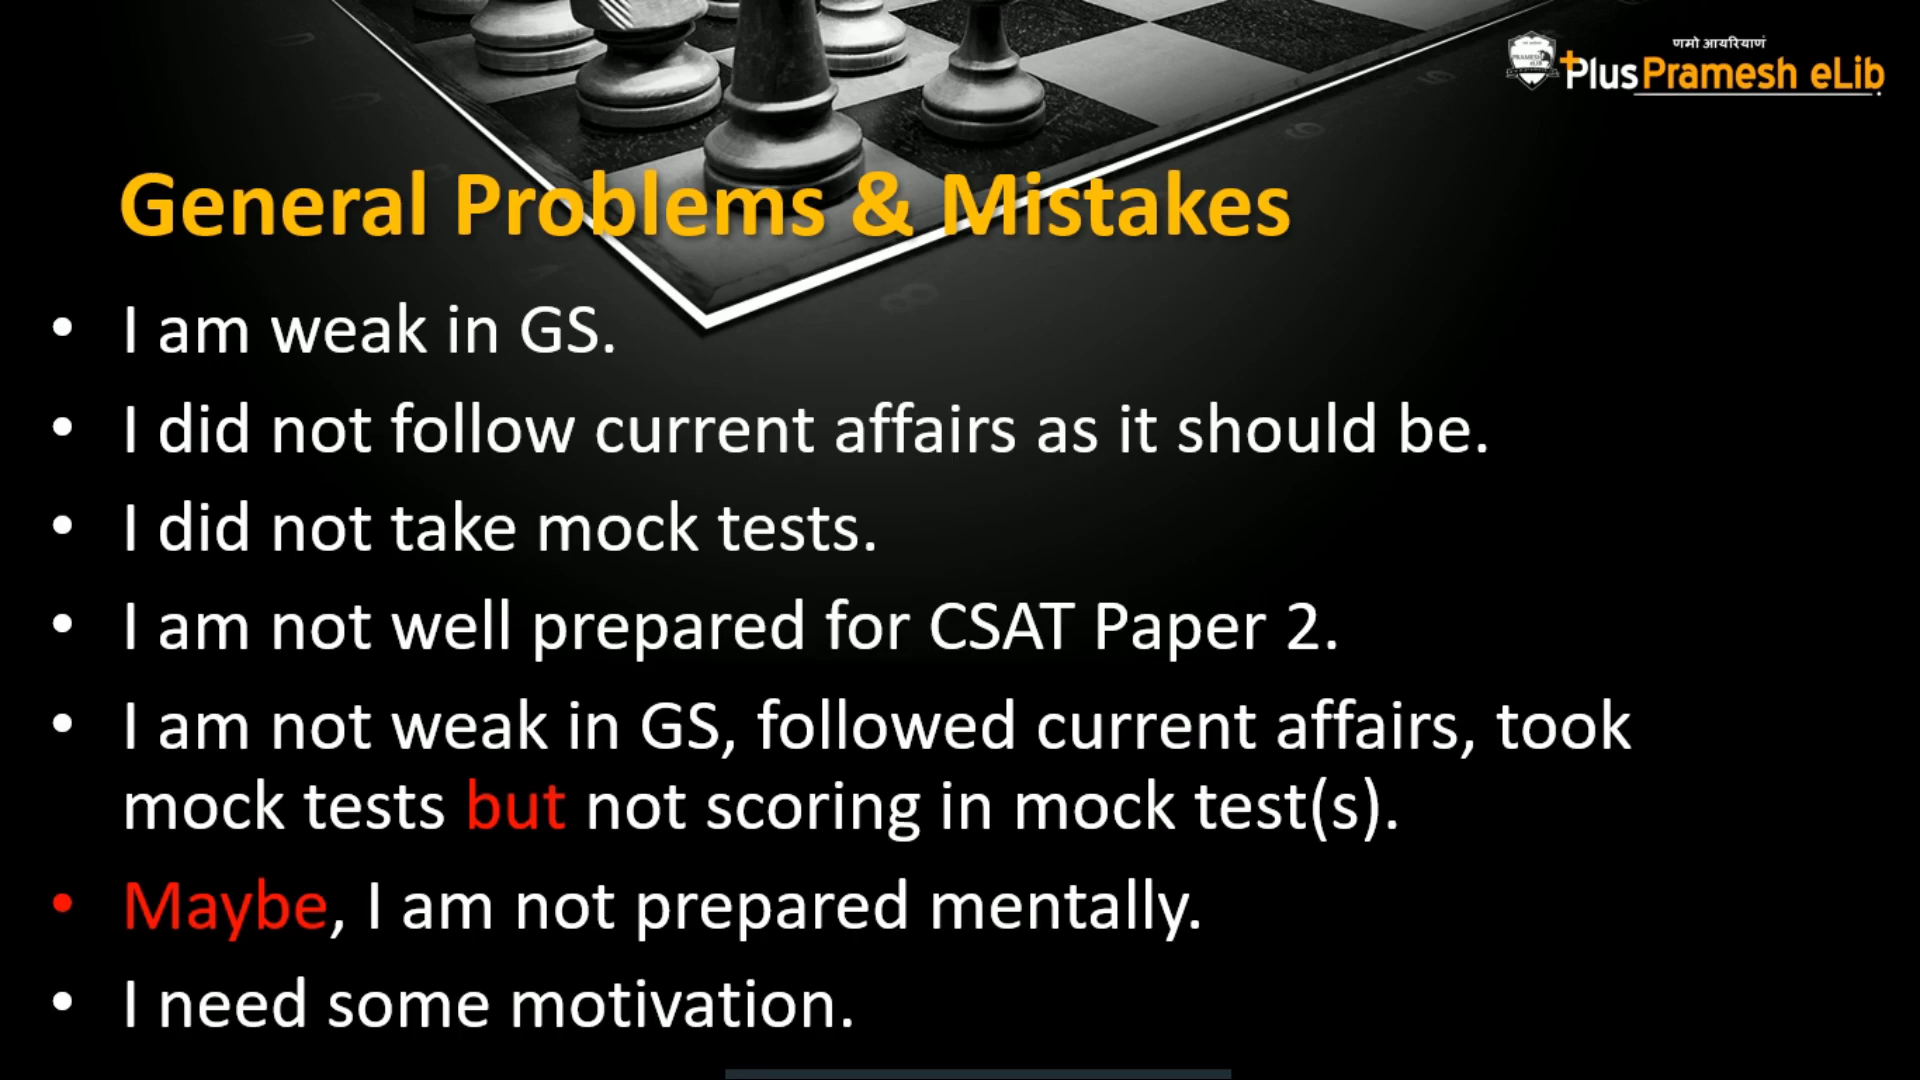 णमो आयरियाणं
Plus Pramesh eLib
General Problems & Mistakes
• I am weak in GS.
• I did not follow current affairs as it should be.
• I did not take mock tests.
• I am not well prepared for CSAT Paper 2.
• I am not weak in GS, followed current affairs, took
mock tests but not scoring in mock test(s).
• Maybe, I am not prepared mentally.
• I need some motivation.